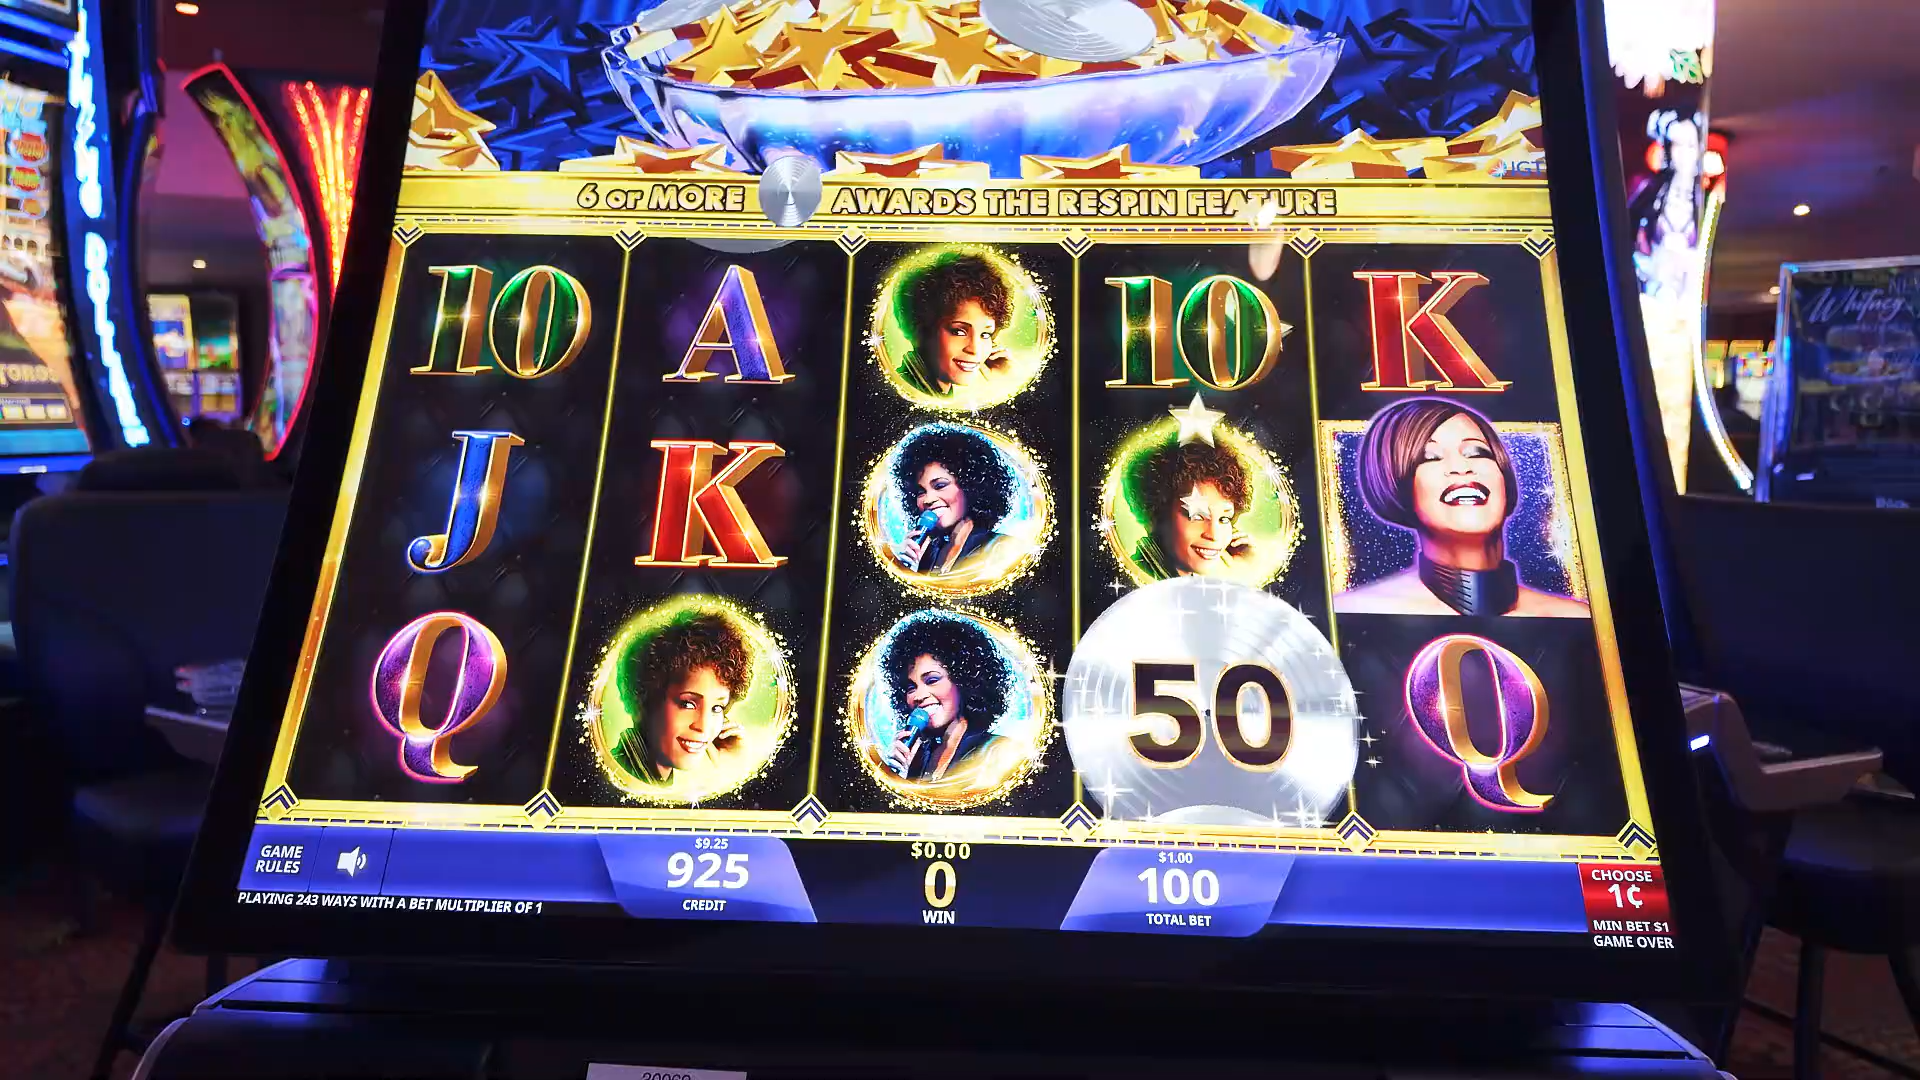 IGT
6 or MORE AWARDS THE RESPIN FEATURE
10 A 10 K
J K
Q 50 Q
Whitney
GAME RULES
$9.25
925
CREDIT
$0.00
0
WIN
$1.00
100
TOTAL BET
CHOOSE
1¢
MIN BET $1
GAME OVER
PLAYING 243 WAYS WITH A BET MULTIPLIER OF 1